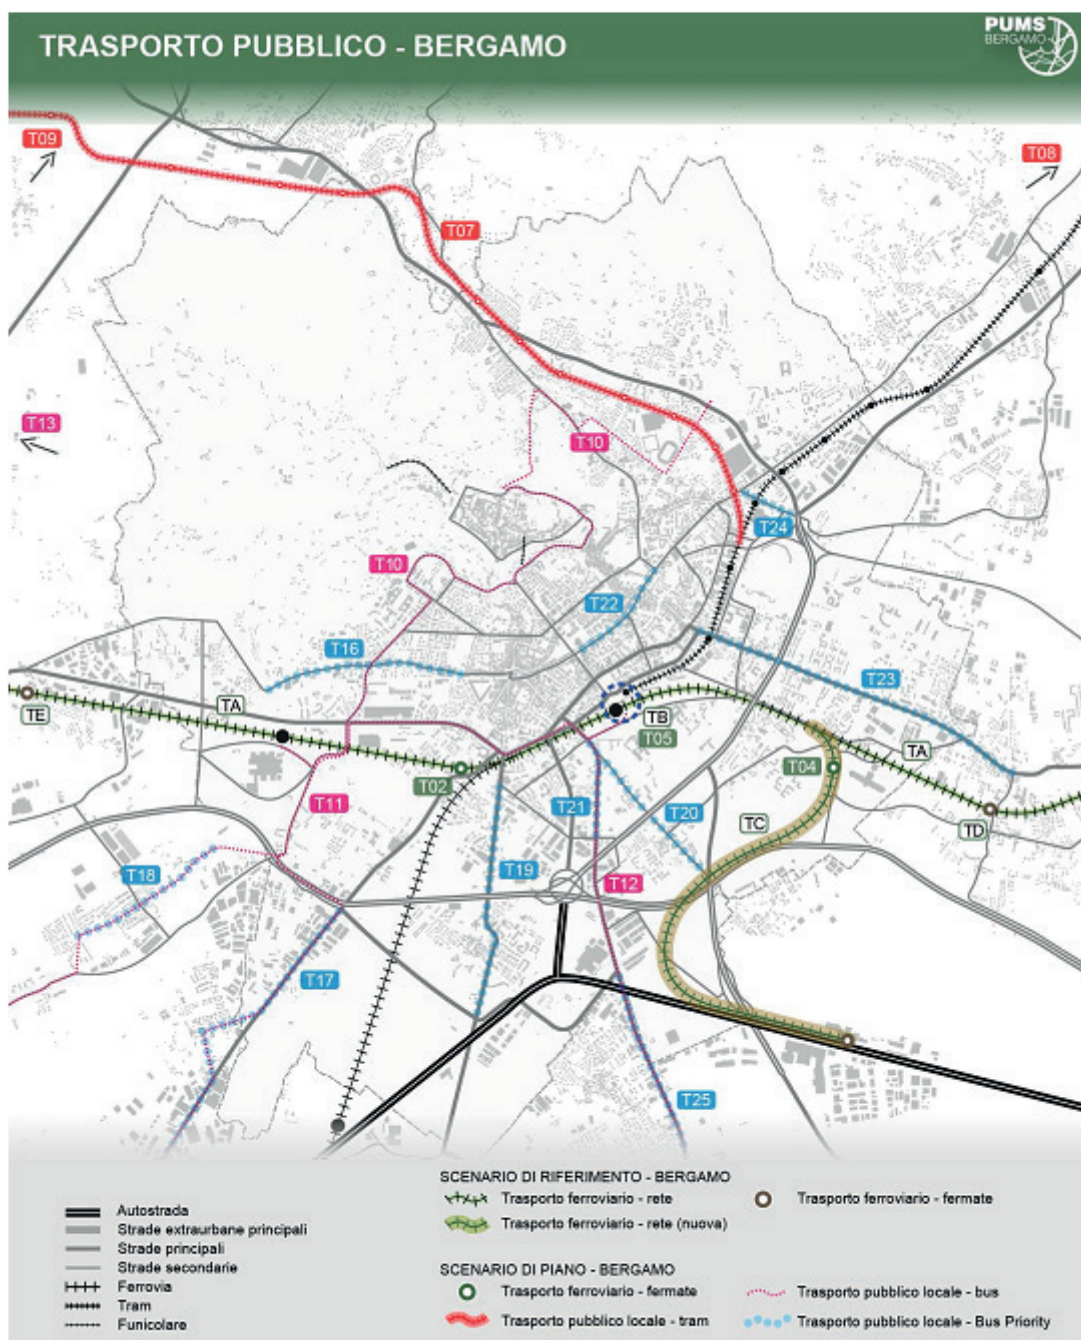 TRASPORTO PUBBLICO - BERGAMO
PUMS
BERGAMO
T09
T08
T07
T13
T10
T24
T10
T22
T16
T23
TA
TE
TB
T05
TA
T02
T04
T11
T21
T20
TC
TD
T18
T19
T12
T17
T25
SCENARIO DI RIFERIMENTO - BERGAMO
Trasporto ferroviario - rete
Trasporto ferroviario - fermate
Trasporto ferroviario - rete (nuova)
Autostrada
Strade extraurbane principali
Strade principali
Strade secondarie
Ferrovia
Tram
Funicolare
SCENARIO DI PIANO - BERGAMO
Trasporto ferroviario - fermate
Trasporto pubblico locale - bus
Trasporto pubblico locale - tram
Trasporto pubblico locale - Bus Priority